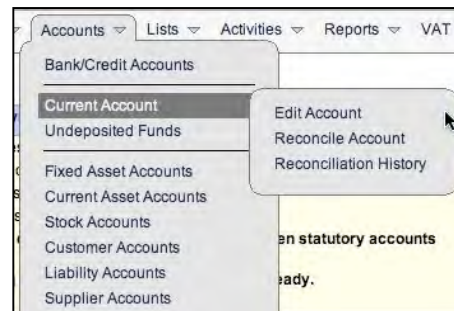 Accounts Lists Activities Reports VAT
Bank/Credit Accounts
Current Account
Undeposited Funds
Edit Account
Reconcile Account
Reconciliation History
Fixed Asset Accounts
Current Asset Accounts
Stock Accounts
Customer Accounts
en statutory accounts
Liability Accounts
eady.
Supplier Accounts